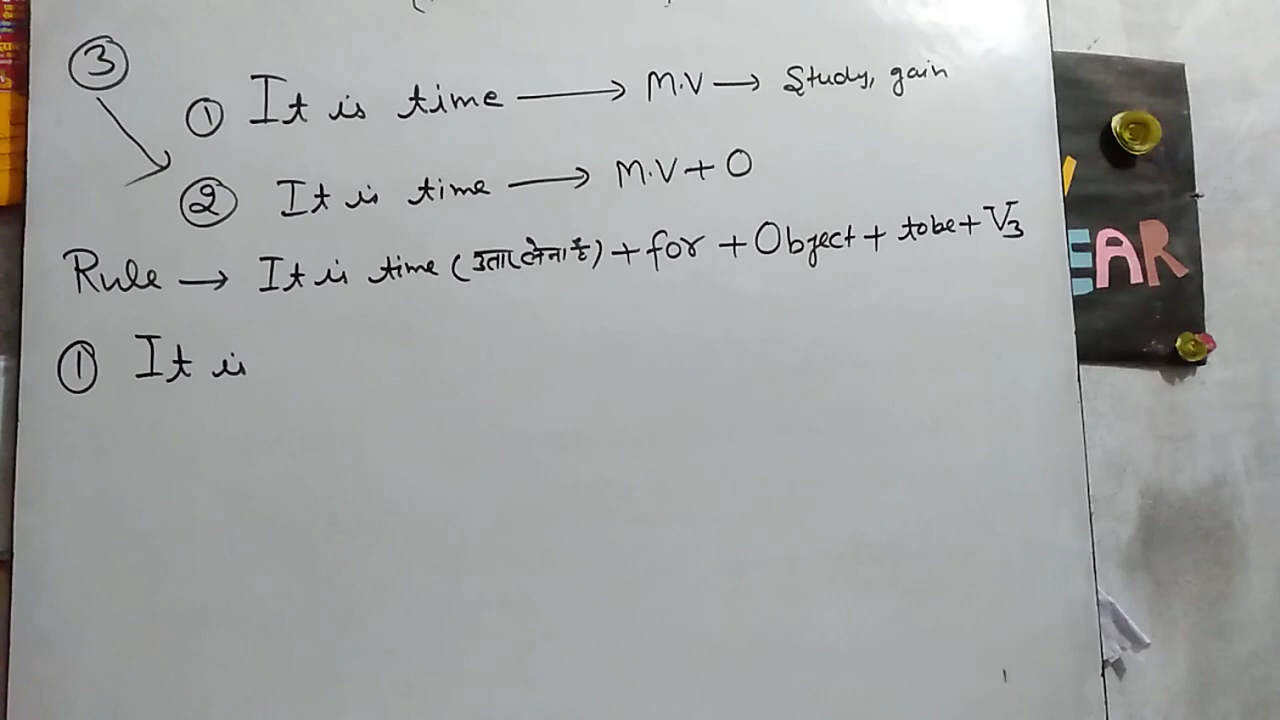 ③
① It is time → M.V → Study, gain
② It is time → M.V + O
Rule → It is time (उतार लेना है) + for + Object + to be + V3
① It is
EAR